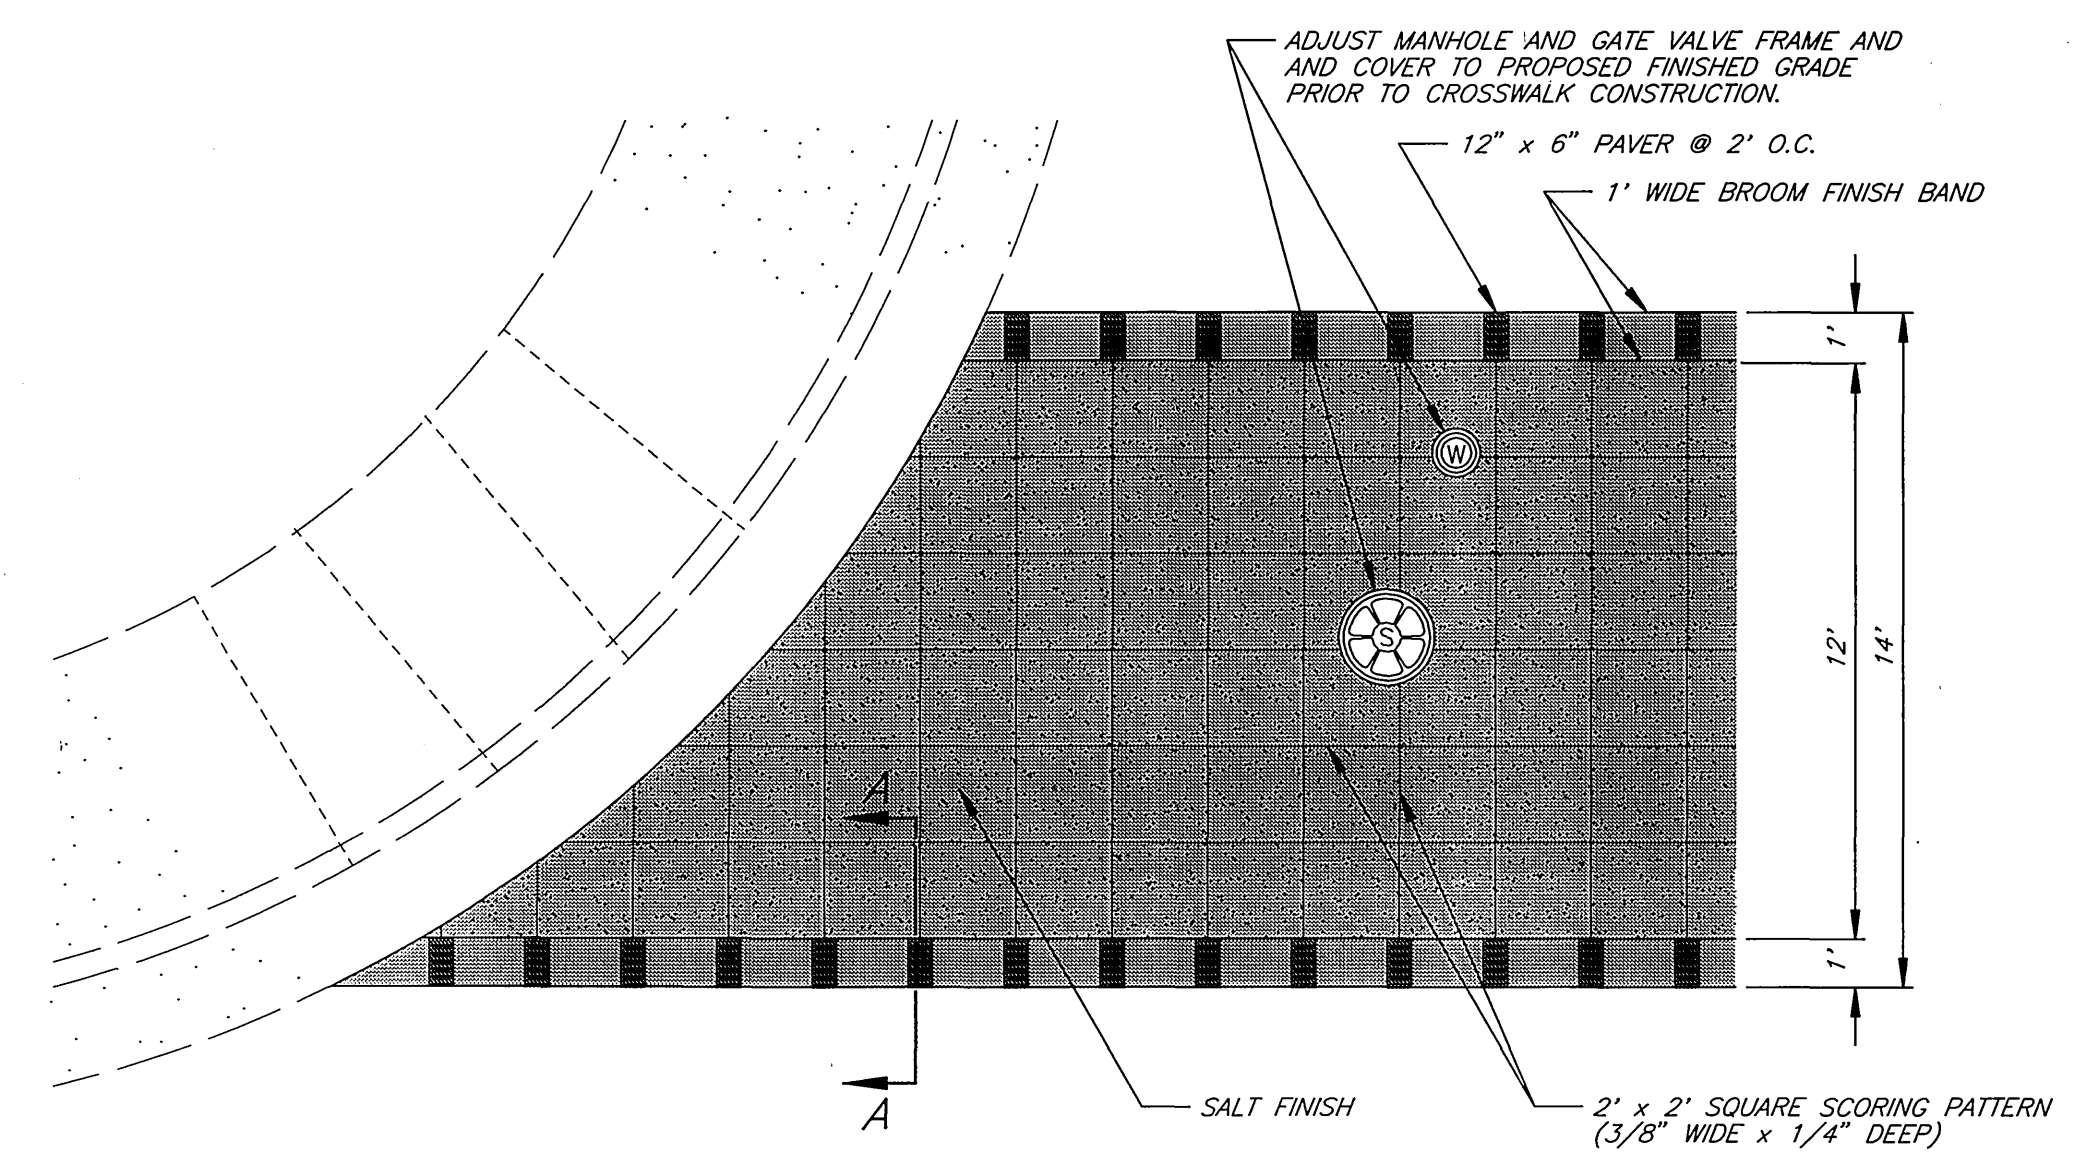 ADJUST MANHOLE AND GATE VALVE FRAME AND
AND COVER TO PROPOSED FINISHED GRADE
PRIOR TO CROSSWALK CONSTRUCTION.
12" x 6" PAVER @ 2' O.C.
1' WIDE BROOM FINISH BAND
1'
W
S
12'
14'
A
1'
A
SALT FINISH
2' x 2' SQUARE SCORING PATTERN
(3/8" WIDE x 1/4" DEEP)